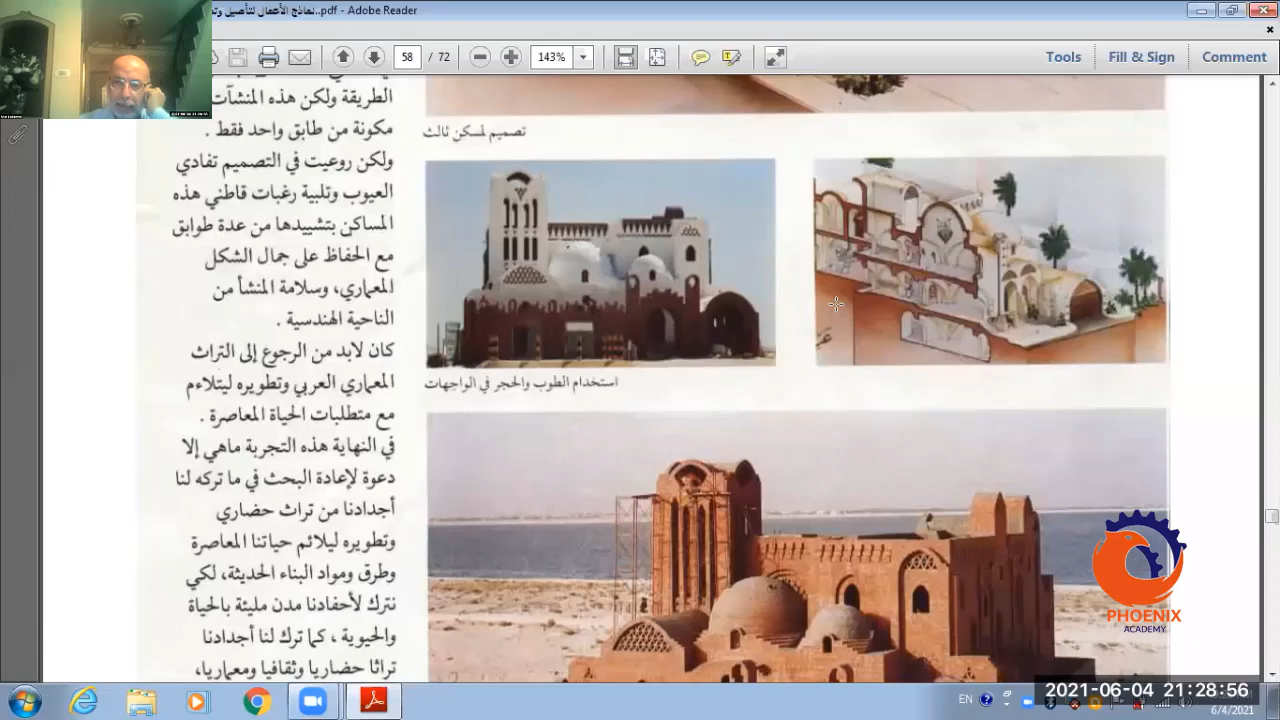 نماذج الأعمال لتأصيل وتـ...pdf - Adobe Reader
58 / 72
143%
Tools
Fill & Sign
Comment
الطريقة ولكن هذه المنشآت
مكونة من طابق واحد فقط .
ولكن روعيت في التصميم تفادي
العيوب وتلبية رغبات قاطني هذه
المساكن بتشييدها من عدة طوابق
مع الحفاظ على جمال الشكل
المعماري، وسلامة المنشأ من
الناحية الهندسية .
كان لابد من الرجوع إلى التراث
المعماري العربي وتطويره ليتلاءم
مع متطلبات الحياة المعاصرة .
في النهاية هذه التجربة ماهي إلا
دعوة لإعادة البحث في ما تركه لنا
أجدادنا من تراث حضاري
وتطويره ليلائم حياتنا المعاصرة
وطرق ومواد البناء الحديثة، لكي
نترك لأحفادنا مدن مليئة بالحياة
والحيوية ، كما ترك لنا أجدادنا
تراثا حضاريا وثقافيا ومعماريا،
تصميم لمسكن ثالث
استخدام الطوب والحجر في الواجهات
PHOENIX
ACADEMY
EN
2021-06-04 21:28:56
6/4/2021